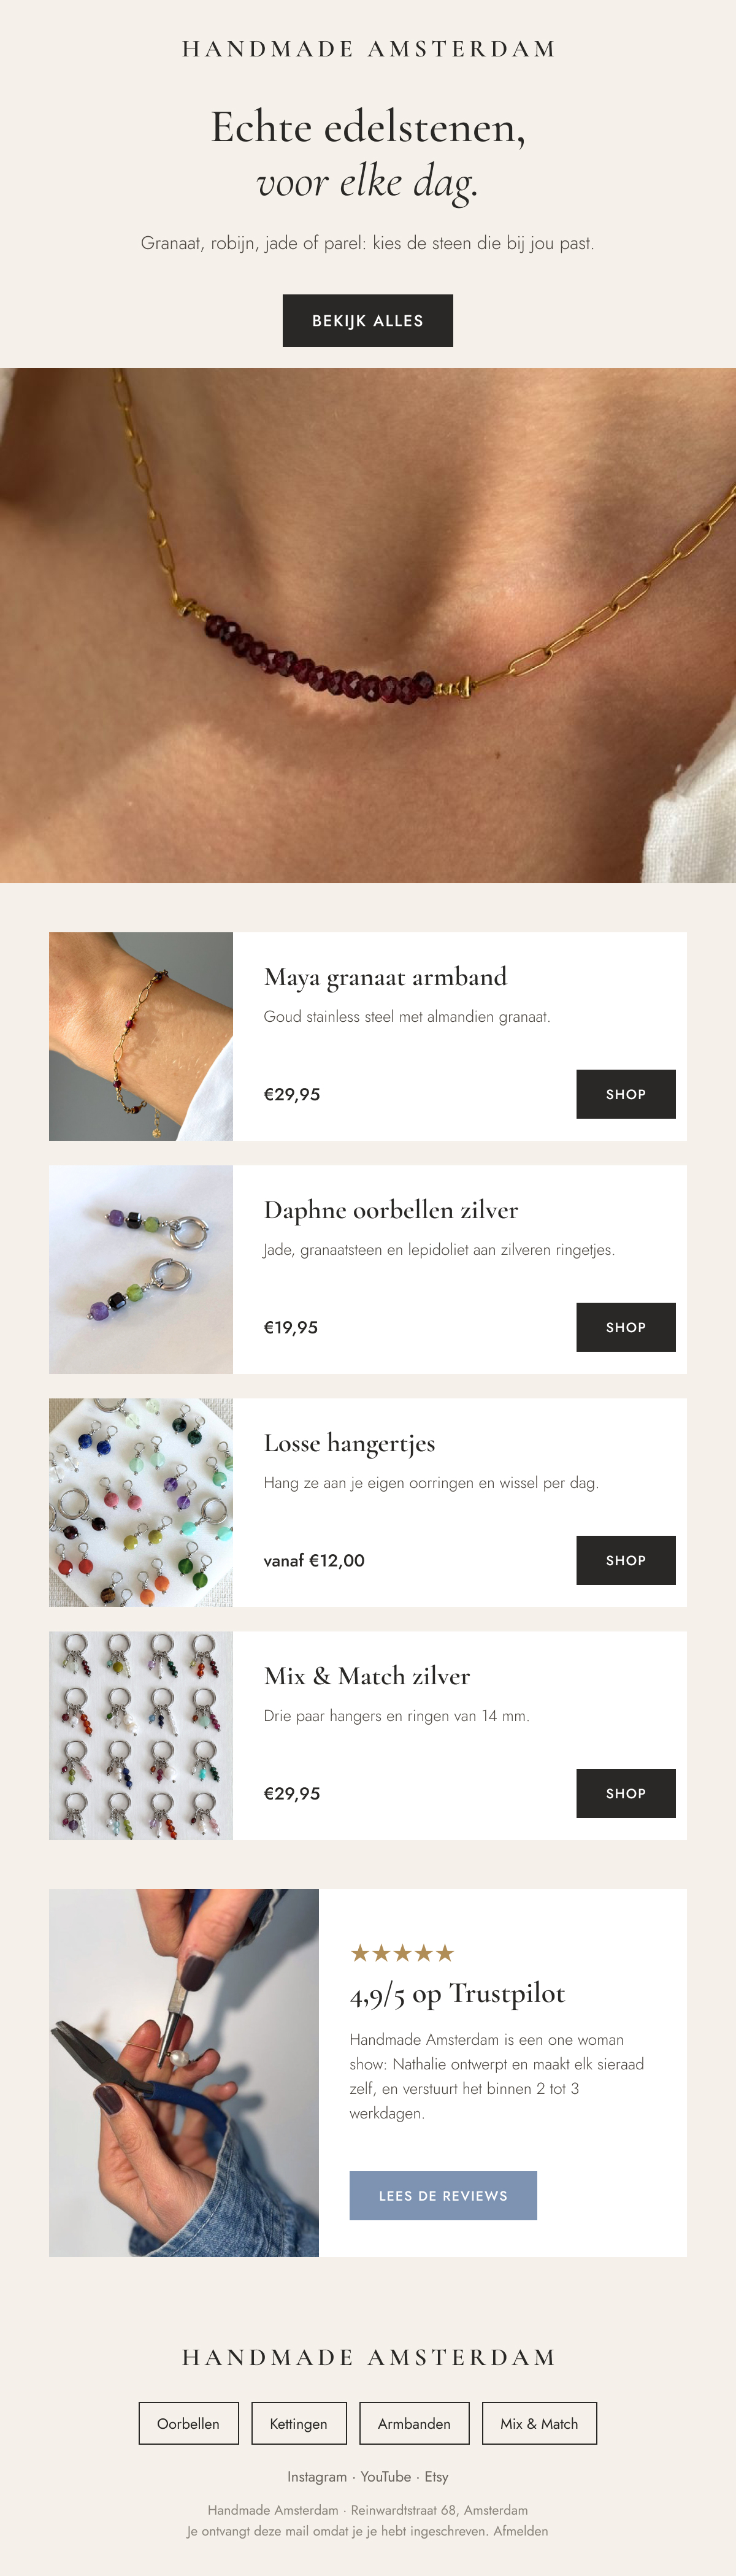 HANDMADE AMSTERDAM
Echte edelstenen,
voor elke dag.
Granaat, robijn, jade of parel: kies de steen die bij jou past.
BEKIJK ALLES
Maya granaat armband
Goud stainless steel met almandien granaat.
€29,95
SHOP
Daphne oorbellen zilver
Jade, granaatsteen en lepidoliet aan zilveren ringetjes.
€19,95
SHOP
Losse hangertjes
Hang ze aan je eigen oorringen en wissel per dag.
vanaf €12,00
SHOP
Mix & Match zilver
Drie paar hangers en ringen van 14 mm.
€29,95
SHOP
★★★★★
4,9/5 op Trustpilot
Handmade Amsterdam is een one woman
show: Nathalie ontwerpt en maakt elk sieraad
zelf, en verstuurt het binnen 2 tot 3
werkdagen.
LEES DE REVIEWS
HANDMADE AMSTERDAM
Oorbellen Kettingen Armbanden Mix & Match
Instagram · YouTube · Etsy
Handmade Amsterdam · Reinwardtstraat 68, Amsterdam
Je ontvangt deze mail omdat je je hebt ingeschreven. Afmelden